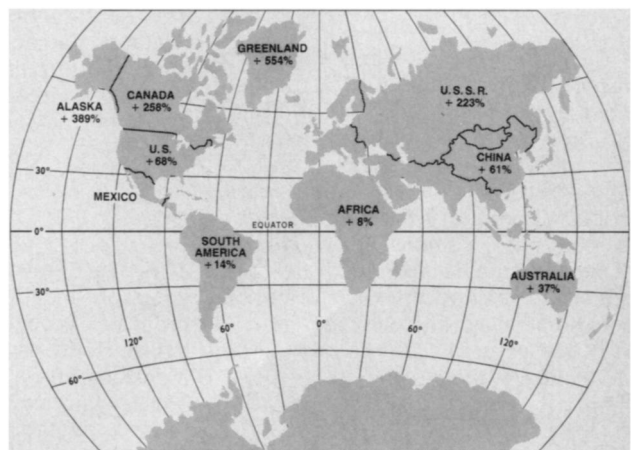 GREENLAND
+ 554%
U. S. S. R.
+ 223%
CANADA
+ 258%
ALASKA
+ 389%
U. S.
+68%
CHINA
+ 61%
30°
MEXICO
AFRICA
+ 8%
EQUATOR
0°
SOUTH
AMERICA
+14%
AUSTRALIA
+ 37%
30°
120°
60°
0°
60°
120°
60°